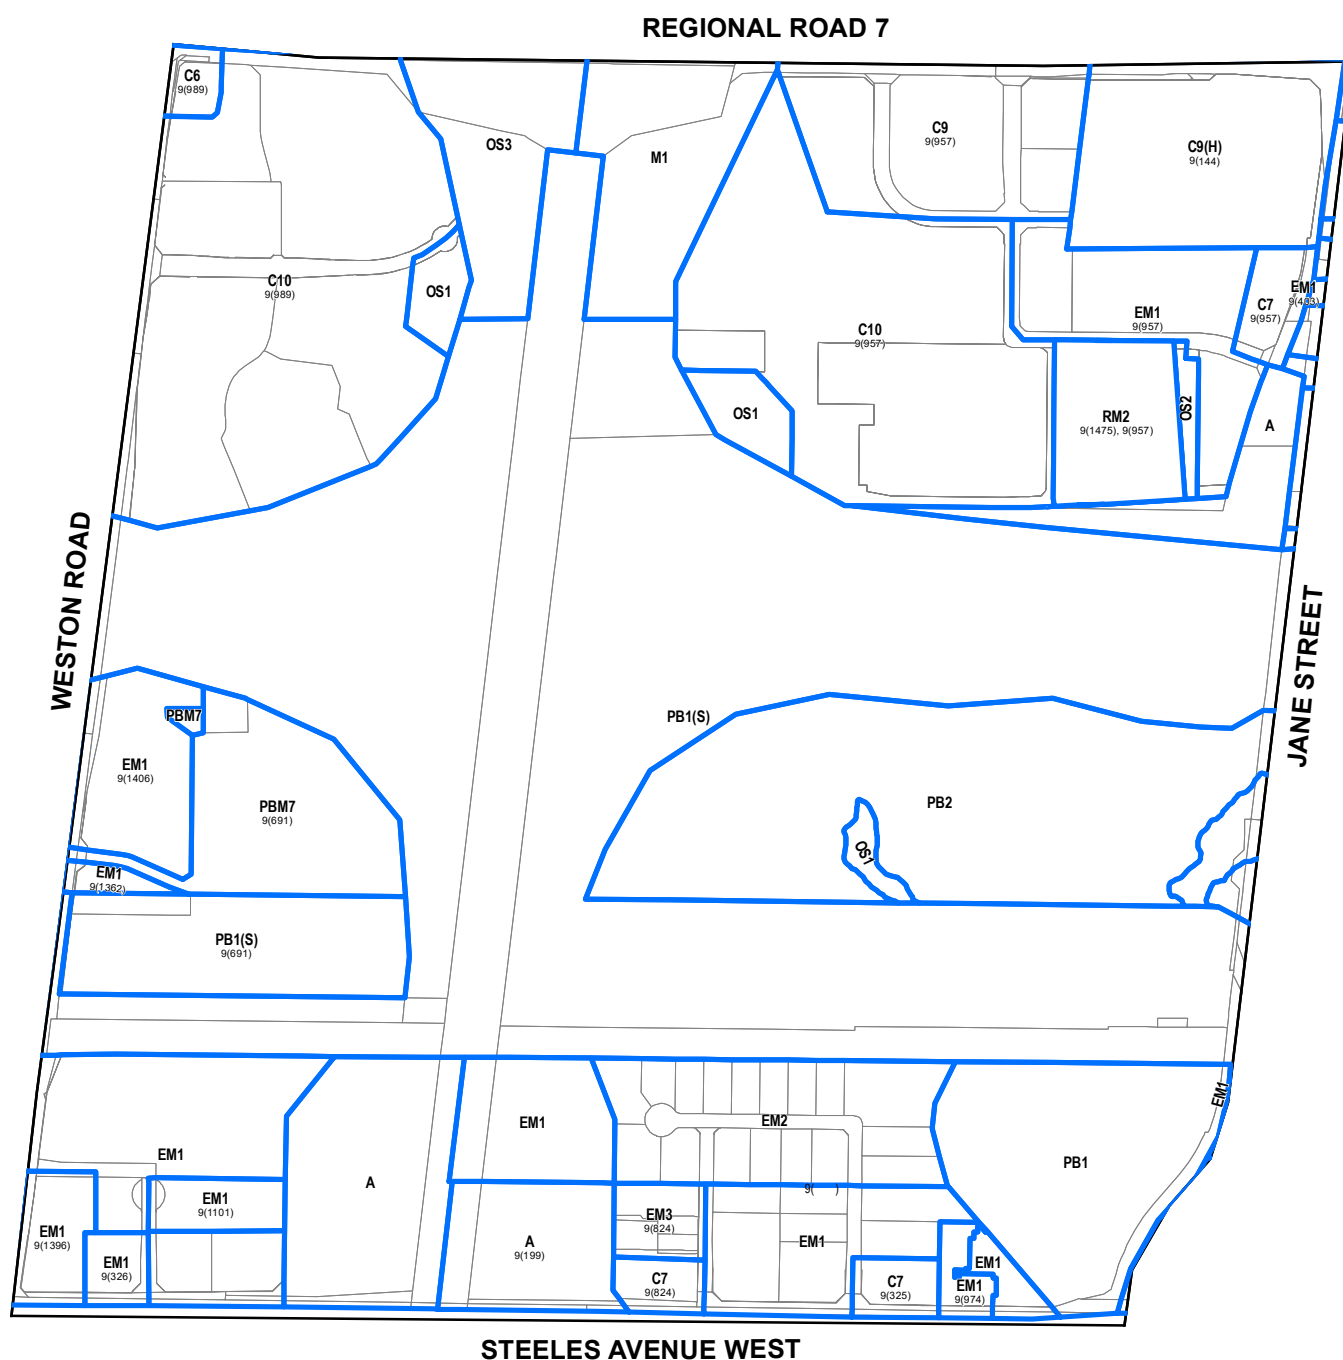 REGIONAL ROAD 7
C6
9(989)
OS3
M1
C9
9(957)
C9(H)
9(144)
C10
9(989)
OS1
EM1
9(403)
C7
9(957)
EM1
9(957)
C10
9(957)
OS1
RM2
9(1475), 9(957)
OS2
A
WESTON ROAD
JANE STREET
PBM7
PB1(S)
EM1
9(1406)
PBM7
9(691)
PB2
OS1
EM1
9(1362)
PB1(S)
9(691)
EM1
EM1
EM2
EM1
PB1
A
EM1
9(1101)
9( )
EM3
9(824)
EM1
9(1396)
A
9(199)
EM1
EM1
9(326)
EM1
C7
9(824)
C7
9(325)
EM1
9(974)
STEELES AVENUE WEST